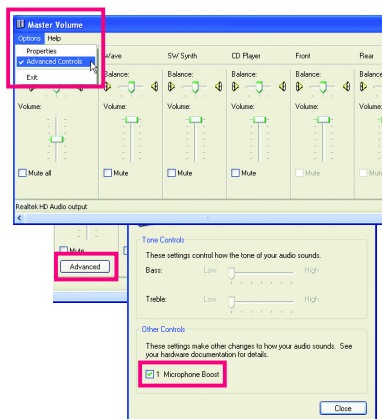 Master Volume
Options Help
Properties
Advanced Controls
Exit
Wave SW Synth CD Player Front Rear
Balance: Balance: Balance: Balance: Balance:
Volume: Volume: Volume: Volume: Volume: Volume:
Mute all Mute Mute Mute Mute Mute
Realtek HD Audio output
Mute
Advanced
Tone Controls
These settings control how the tone of your audio sounds.
Bass: Low High
Treble: Low High
Other Controls
These settings make other changes to how your audio sounds. See
your hardware documentation for details.
1 Microphone Boost
Close